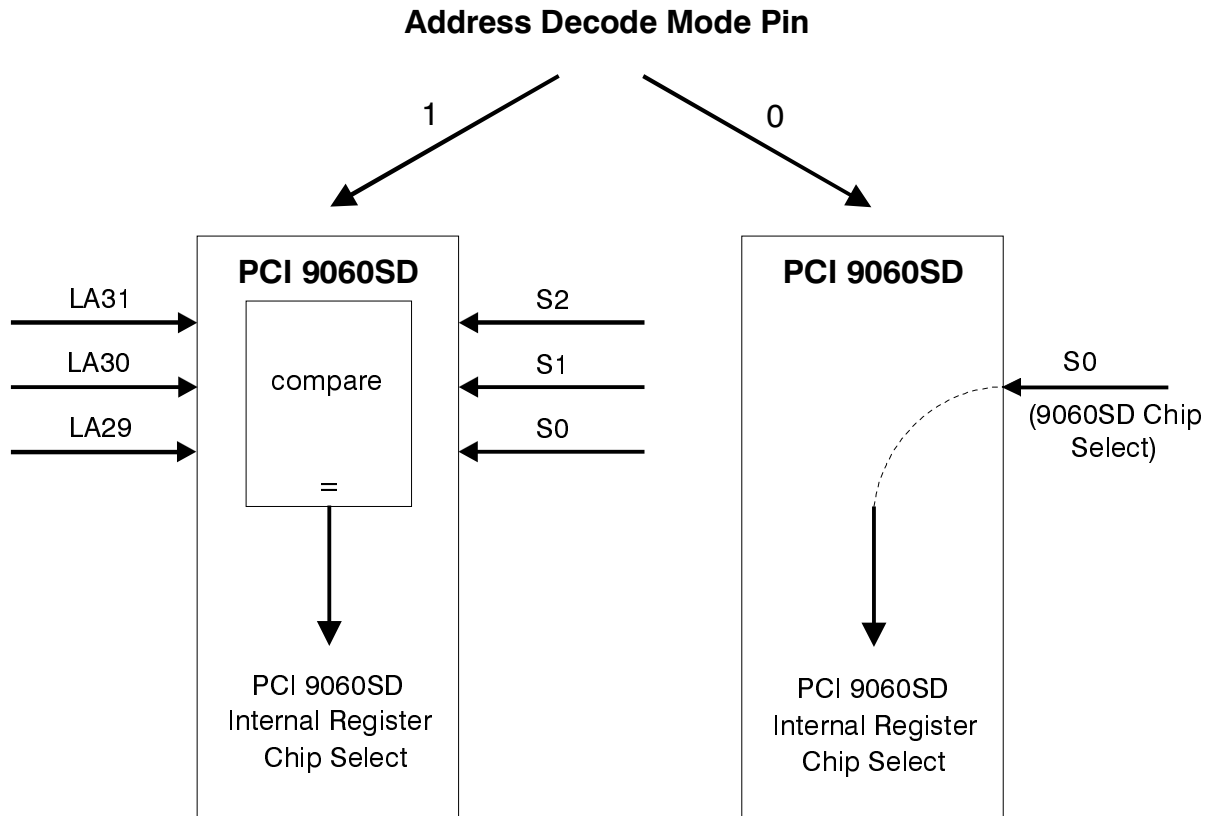 Address Decode Mode Pin
1
0
PCI 9060SD
LA31
LA30
LA29
compare
=
S2
S1
S0
PCI 9060SD
Internal Register
Chip Select
PCI 9060SD
S0
(9060SD Chip
Select)
PCI 9060SD
Internal Register
Chip Select